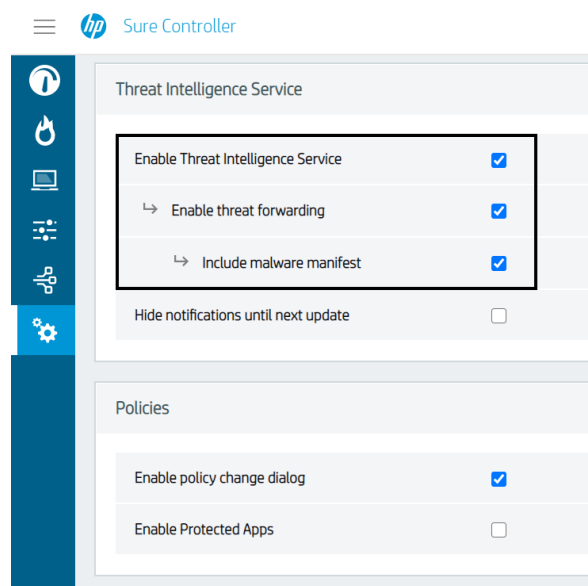 hp Sure Controller
Threat Intelligence Service
Enable Threat Intelligence Service
Enable threat forwarding
Include malware manifest
Hide notifications until next update
Policies
Enable policy change dialog
Enable Protected Apps